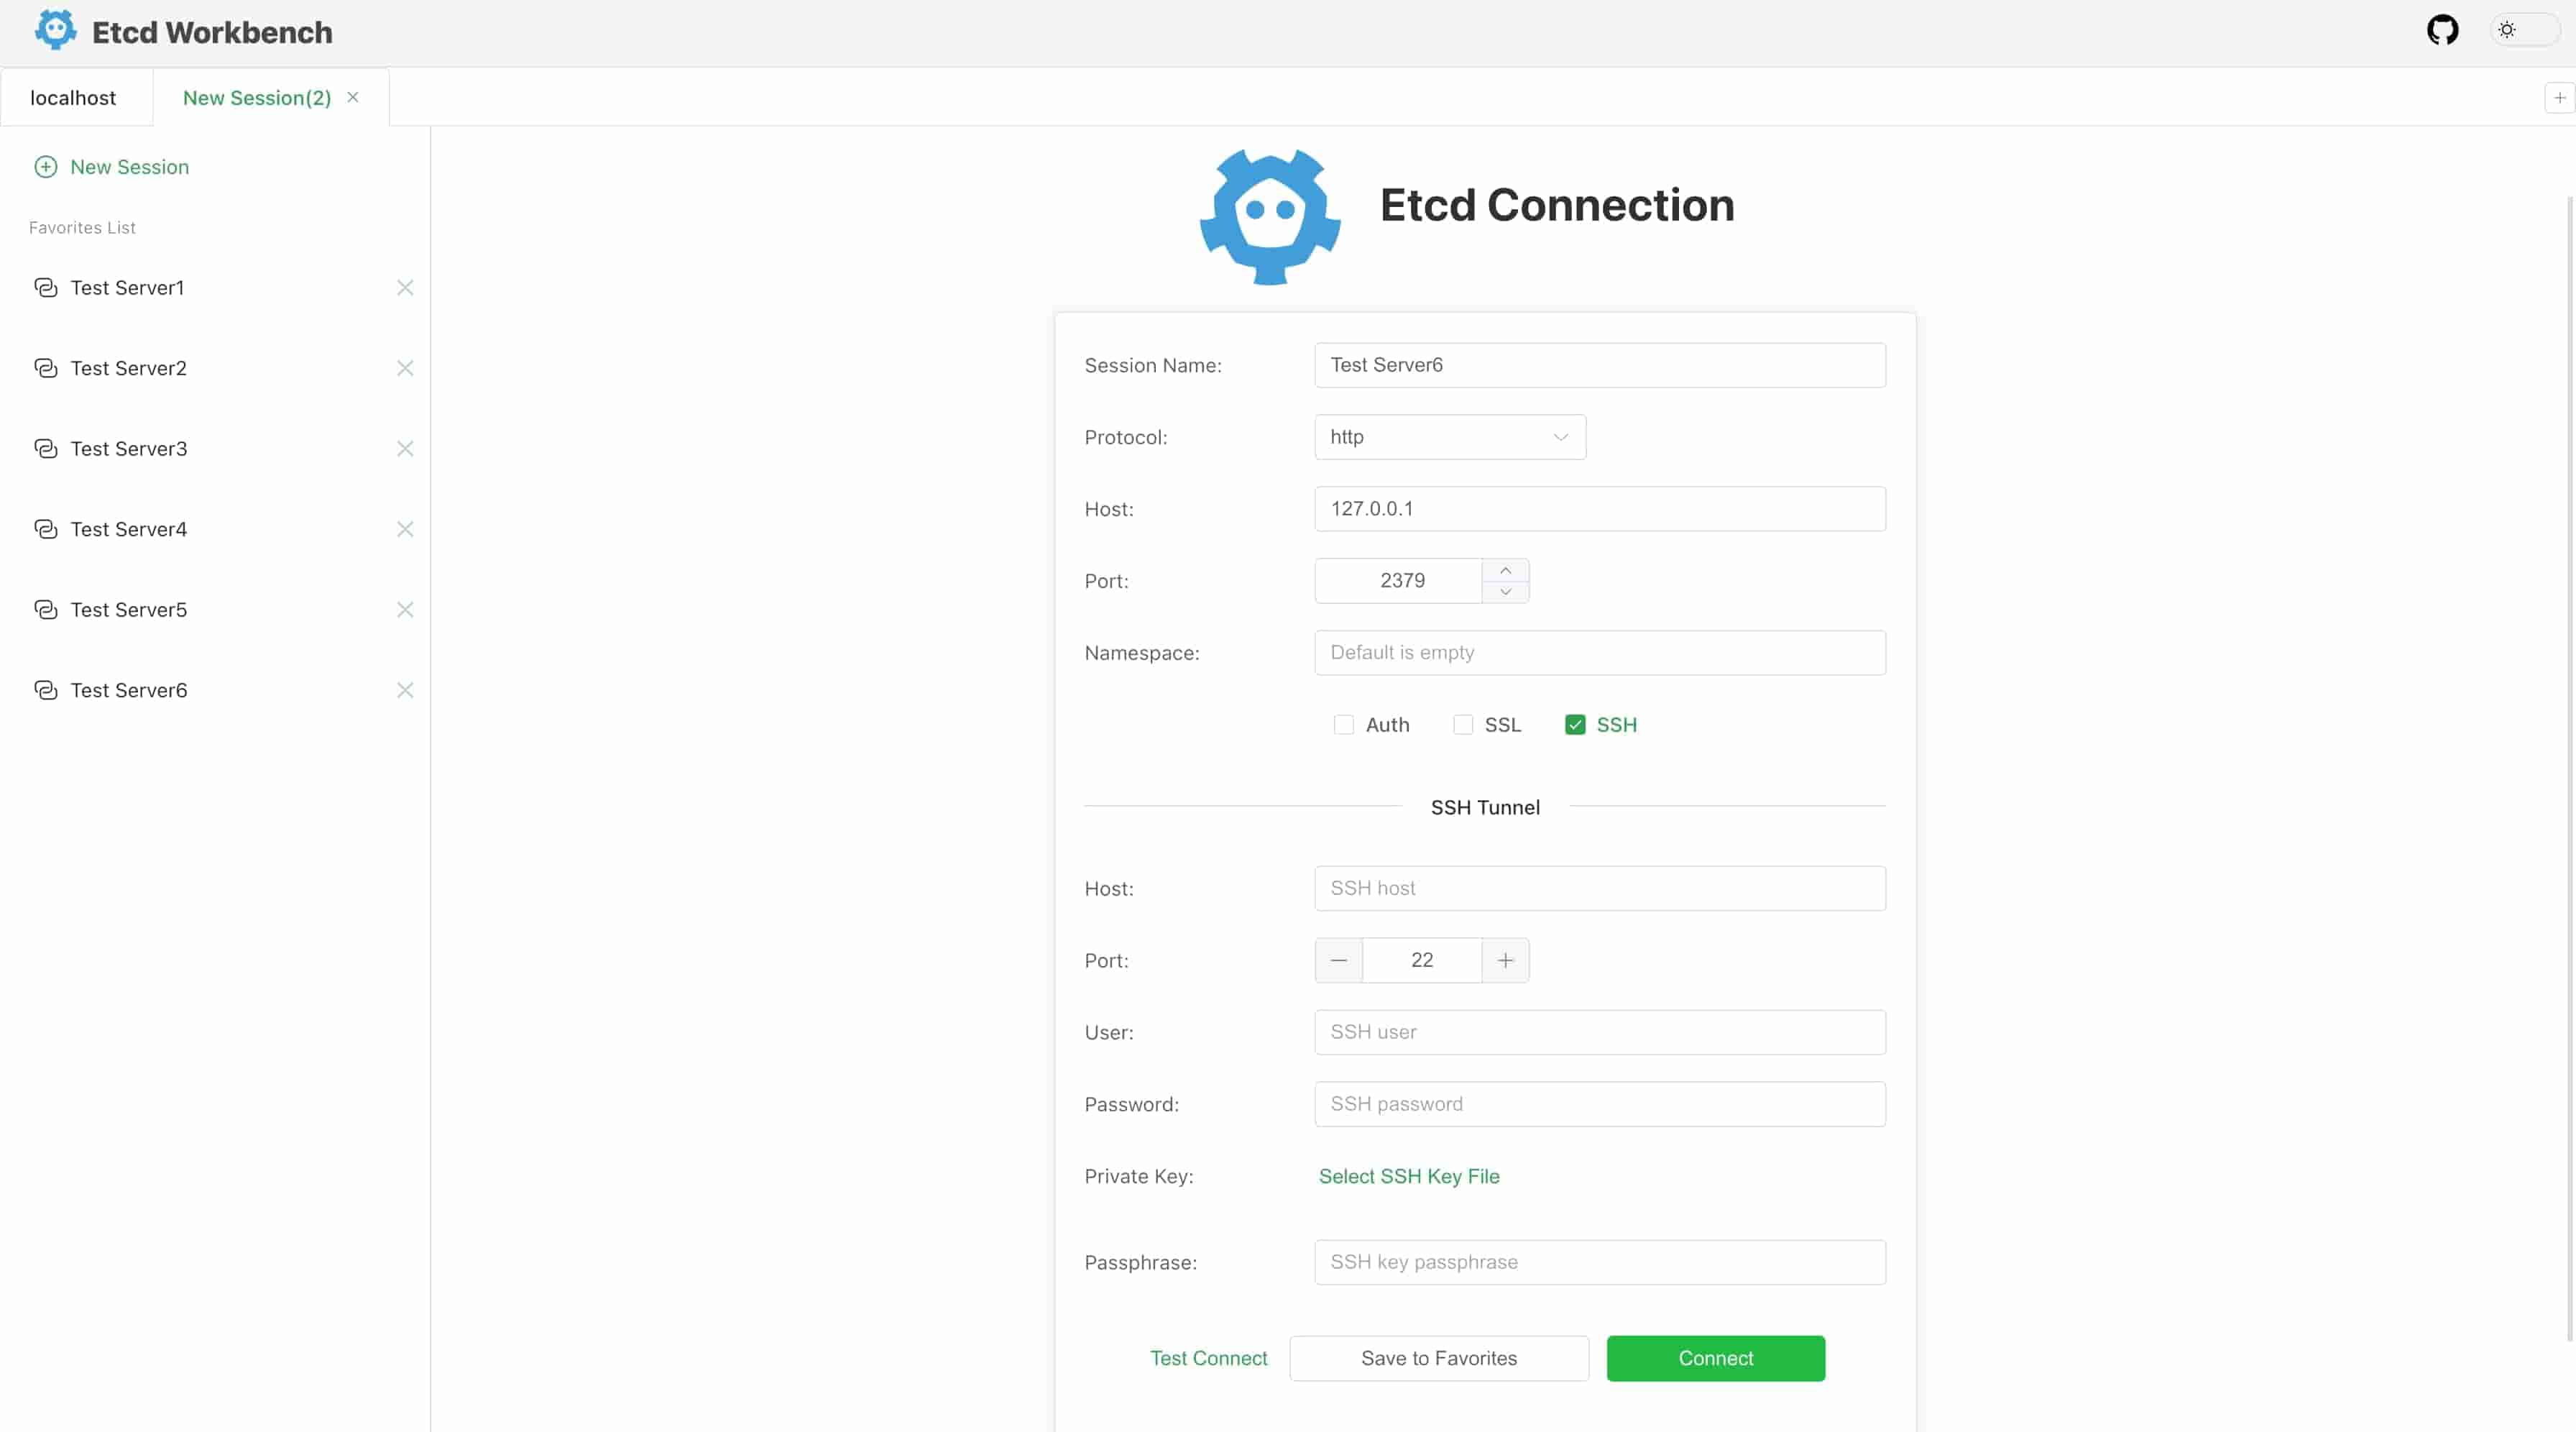 Etcd Workbench
localhost
New Session(2)
New Session
Favorites List
Test Server1
Test Server2
Test Server3
Test Server4
Test Server5
Test Server6
Etcd Connection
Session Name: Test Server6
Protocol: http
Host: 127.0.0.1
Port: 2379
Namespace: Default is empty
Auth SSL SSH
SSH Tunnel
Host: SSH host
Port: 22
User: SSH user
Password: SSH password
Private Key: Select SSH Key File
Passphrase: SSH key passphrase
Test Connect Save to Favorites Connect